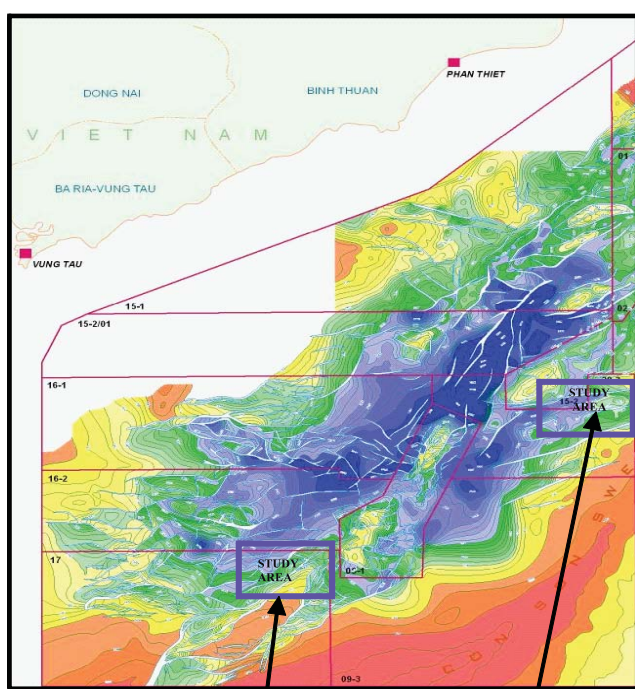 PHAN THIET
DONG NAI
BINH THUAN
V I E T N A M
01
BA RIA-VUNG TAU
VUNG TAU
15-1
02
15-2/01
16-1
STUDY
AREA
STUDY
AREA
16-2
17
09-3
C O N S O N S W E